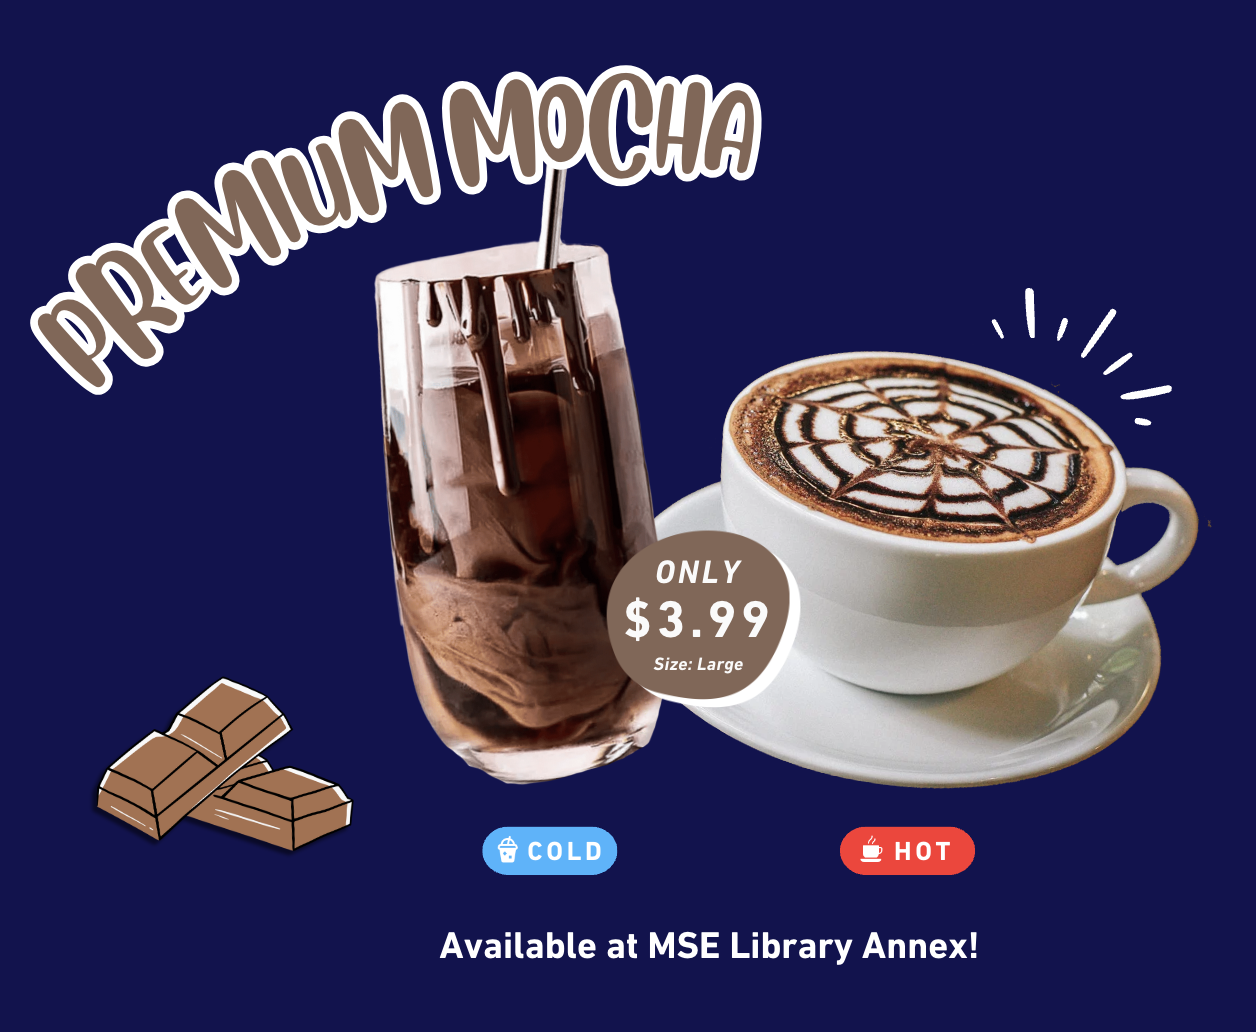 PREMIUM MOCHA
ONLY
$3.99
Size: Large
COLD
HOT
Available at MSE Library Annex!